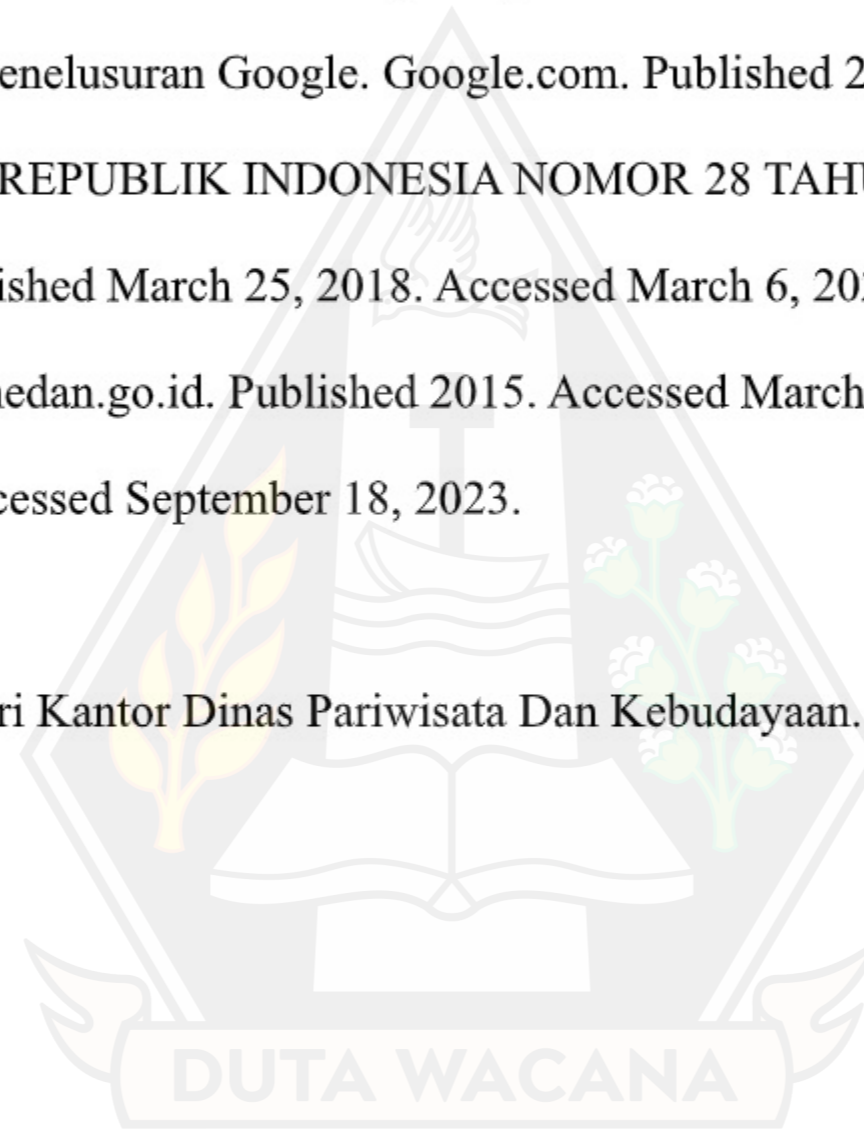 enelusuran Google. Google.com. Published 2
REPUBLIK INDONESIA NOMOR 28 TAHU
ished March 25, 2018. Accessed March 6, 202
edan.go.id. Published 2015. Accessed March
cessed September 18, 2023.
ri Kantor Dinas Pariwisata Dan Kebudayaan.
DUTA WACANA